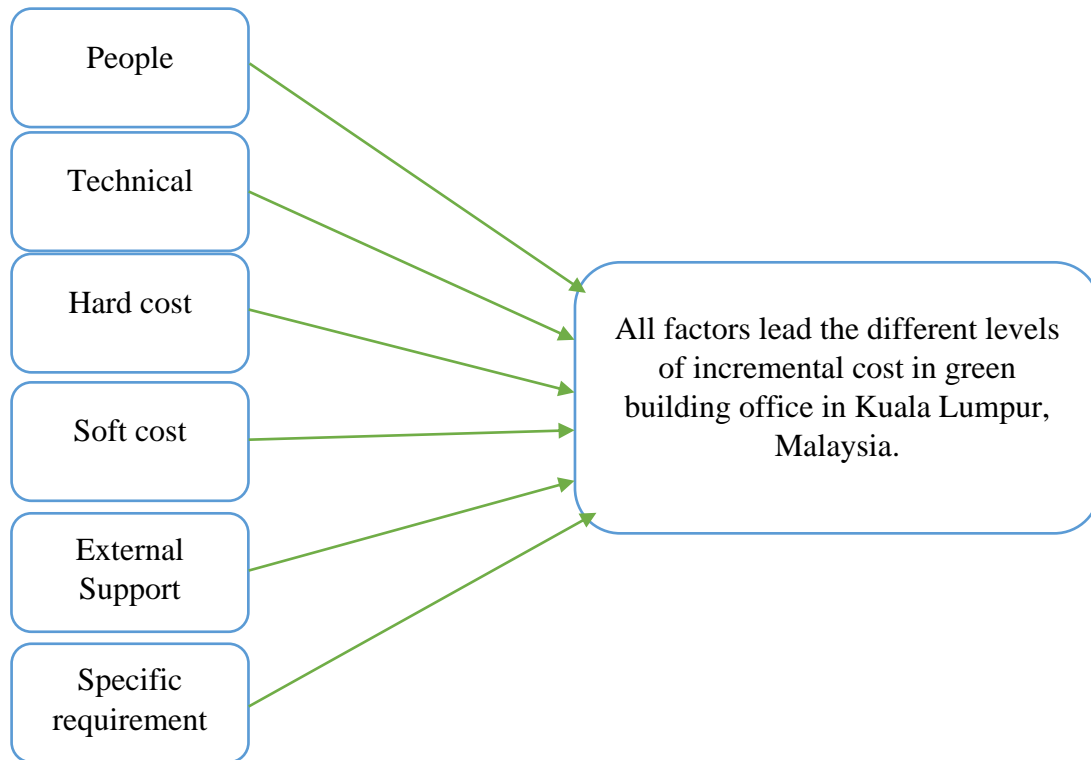 People
Technical
Hard cost
Soft cost
External
Support
Specific
requirement
All factors lead the different levels
of incremental cost in green
building office in Kuala Lumpur,
Malaysia.